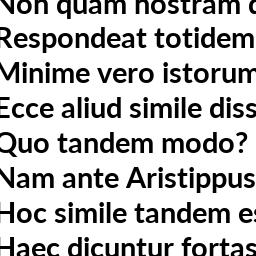 Non quam nostram
Respondeat totidem
Minime vero istorum
Ecce aliud simile diss
Quo tandem modo?
Nam ante Aristippus
Hoc simile tandem es
Haec dicuntur fortas